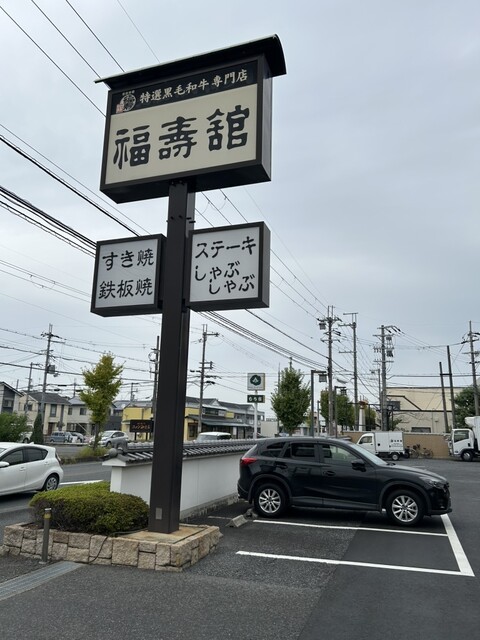 特選黒毛和牛専門店
福壽館
すき焼
鉄板焼
ステーキ
しゃぶ
しゃぶ